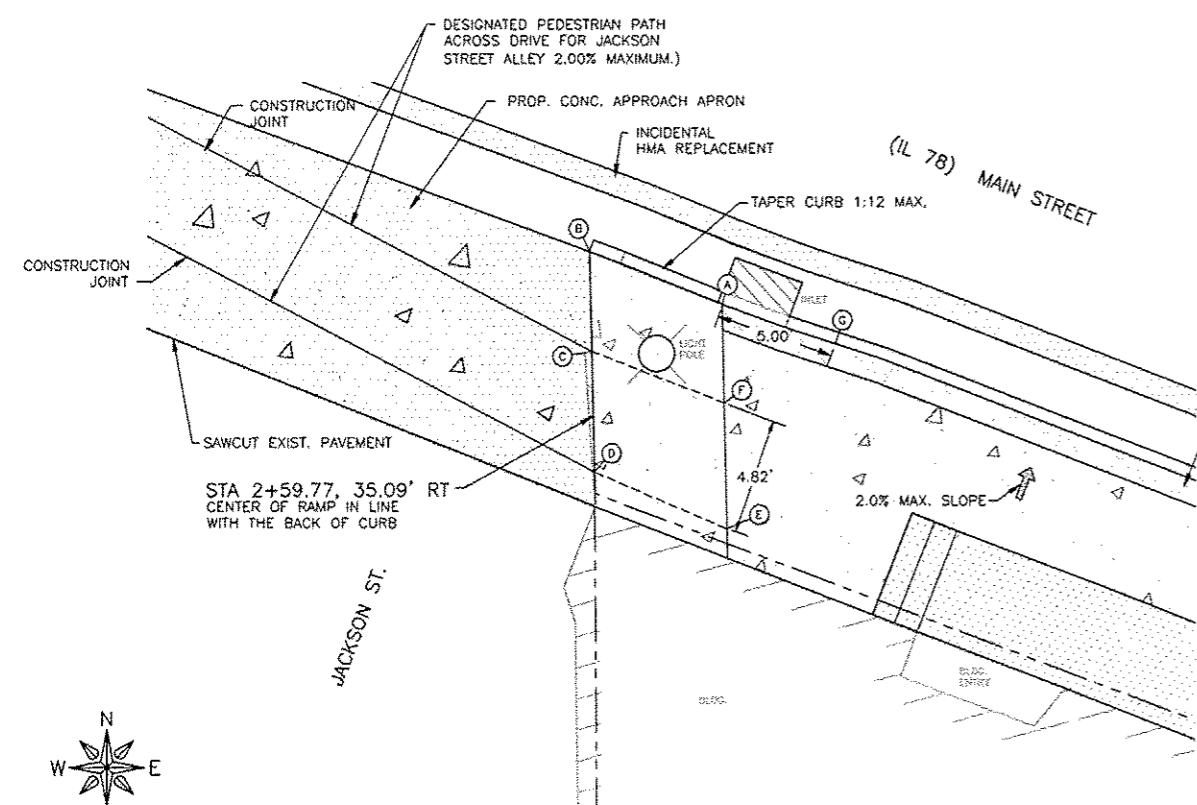 DESIGNATED PEDESTRIAN PATH
ACROSS DRIVE FOR JACKSON
STREET ALLEY 2.00% MAXIMUM.)
CONSTRUCTION
JOINT
PROP. CONC. APPROACH APRON
INCIDENTAL
HMA REPLACEMENT
(IL 78) MAIN STREET
TAPER CURB 1:12 MAX.
B
CONSTRUCTION
JOINT
A
INLET
G
5.00
LIGHT
POLE
C
F
SAWCUT EXIST. PAVEMENT
D
4.82'
STA 2+59.77, 35.09' RT
CENTER OF RAMP IN LINE
WITH THE BACK OF CURB
2.0% MAX. SLOPE
E
JACKSON ST.
BLDG.
ENTRY
BLDG.
N
W E